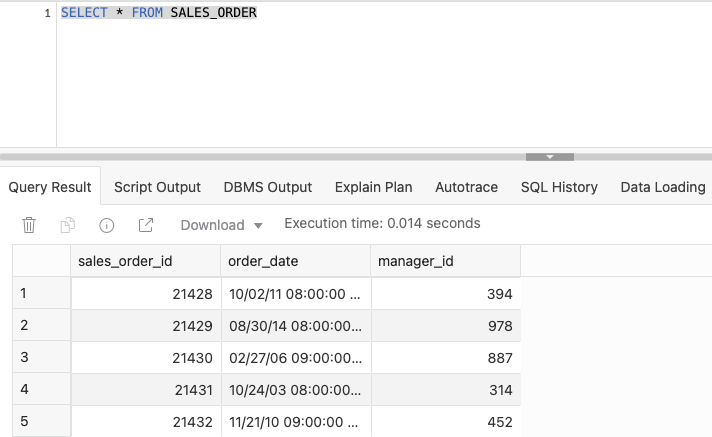 1 SELECT * FROM SALES_ORDER
Query Result Script Output DBMS Output Explain Plan Autotrace SQL History Data Loading
Download Execution time: 0.014 seconds
sales_order_id order_date manager_id
1 21428 10/02/11 08:00:00 ... 394
2 21429 08/30/14 08:00:00... 978
3 21430 02/27/06 09:00:00... 887
4 21431 10/24/03 08:00:00... 314
5 21432 11/21/10 09:00:00 ... 452